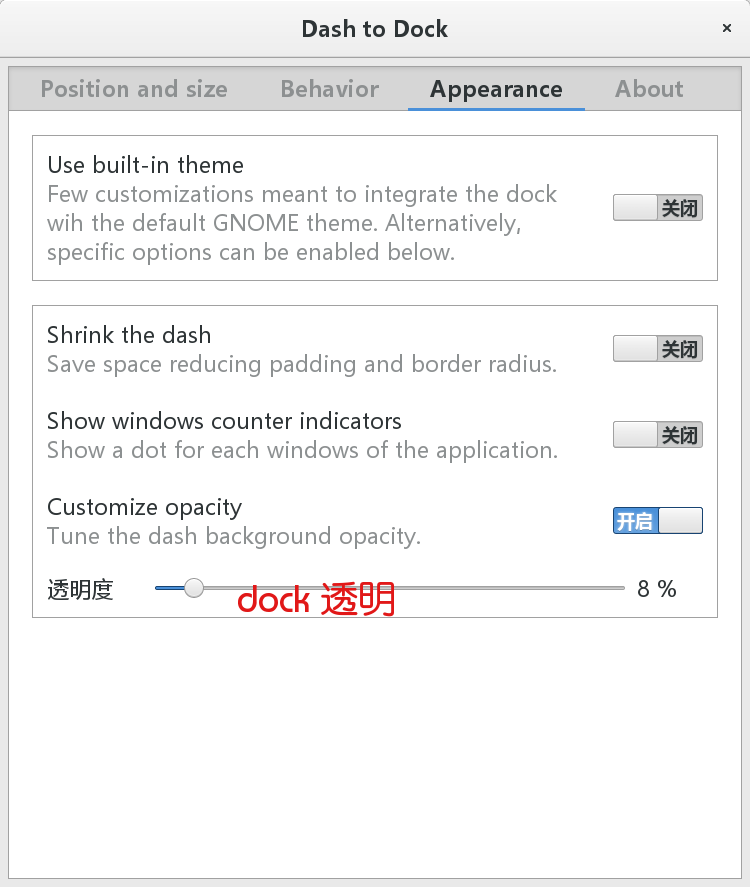 Dash to Dock
×
Position and size Behavior Appearance About
Use built-in theme
Few customizations meant to integrate the dock
wih the default GNOME theme. Alternatively,
specific options can be enabled below.
关闭
Shrink the dash
Save space reducing padding and border radius.
关闭
Show windows counter indicators
Show a dot for each windows of the application.
关闭
Customize opacity
Tune the dash background opacity.
开启
透明度 8 %
dock 透明